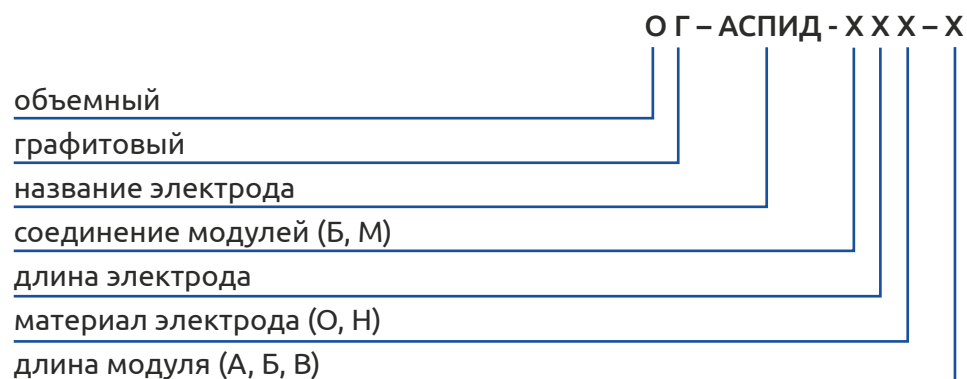 О Г – АСПИД - Х Х Х – Х
объемный
графитовый
название электрода
соединение модулей (Б, М)
длина электрода
материал электрода (О, Н)
длина модуля (А, Б, В)